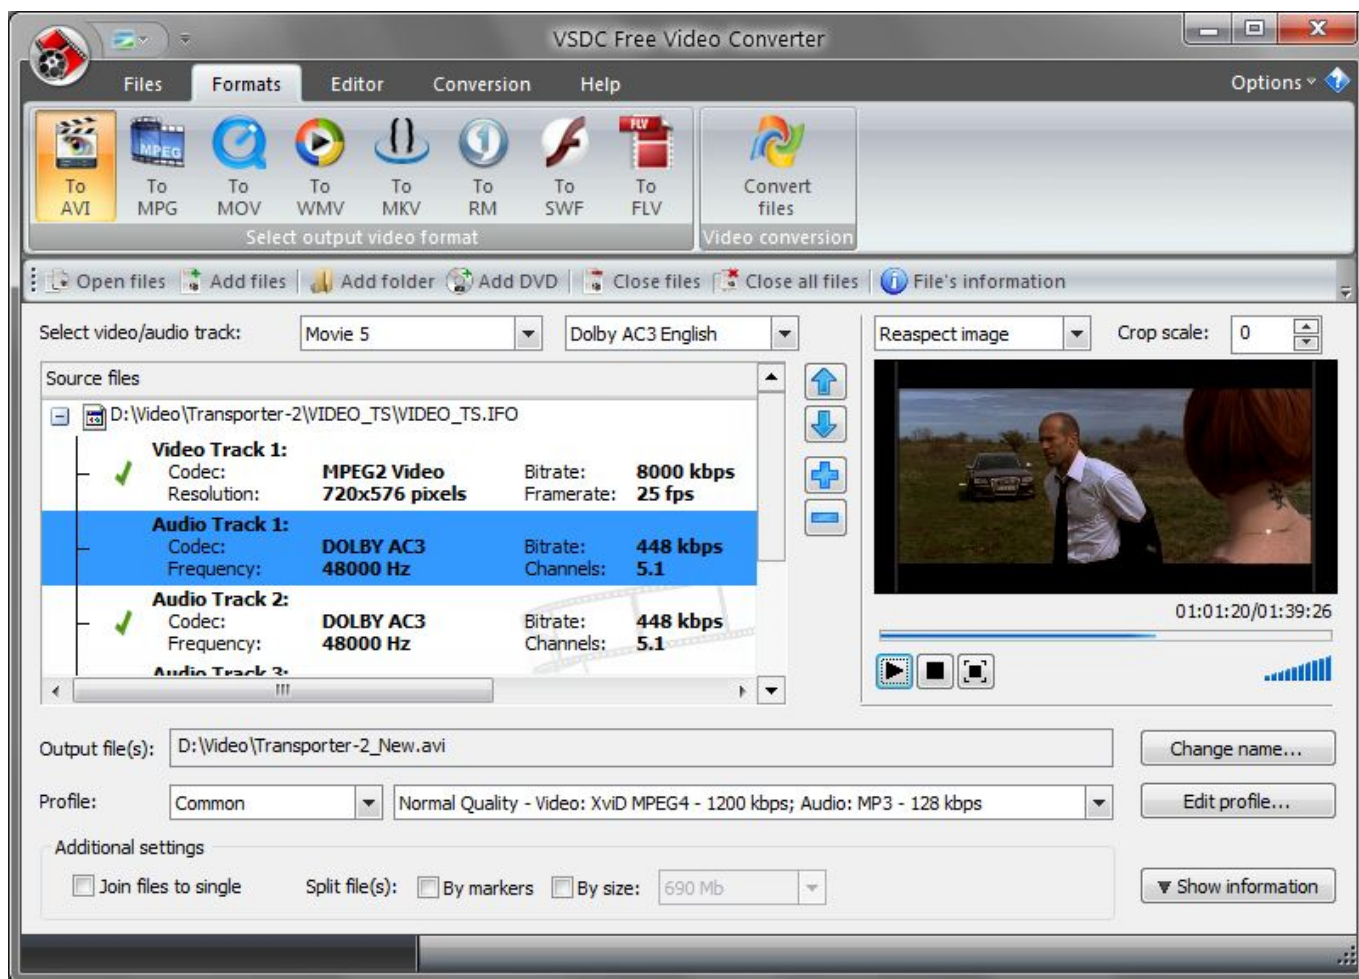 VSDC Free Video Converter
Files Formats Editor Conversion Help Options
MPEG FLV
To AVI To MPG To MOV To WMV To MKV To RM To SWF To FLV Convert files
Select output video format Video conversion
Open files Add files Add folder Add DVD Close files Close all files File's information
Select video/audio track: Movie 5 Dolby AC3 English Reaspect image Crop scale: 0
Source files
D:\Video\Transporter-2\VIDEO_TS\VIDEO_TS.IFO
Video Track 1:
Codec: MPEG2 Video Bitrate: 8000 kbps
Resolution: 720x576 pixels Framerate: 25 fps
Audio Track 1:
Codec: DOLBY AC3 Bitrate: 448 kbps
Frequency: 48000 Hz Channels: 5.1
Audio Track 2:
Codec: DOLBY AC3 Bitrate: 448 kbps
Frequency: 48000 Hz Channels: 5.1
Audio Track 3:
01:01:20/01:39:26
Output file(s): D:\Video\Transporter-2_New.avi Change name...
Profile: Common Normal Quality - Video: XviD MPEG4 - 1200 kbps; Audio: MP3 - 128 kbps Edit profile...
Additional settings
Join files to single Split file(s): By markers By size: 690 Mb Show information